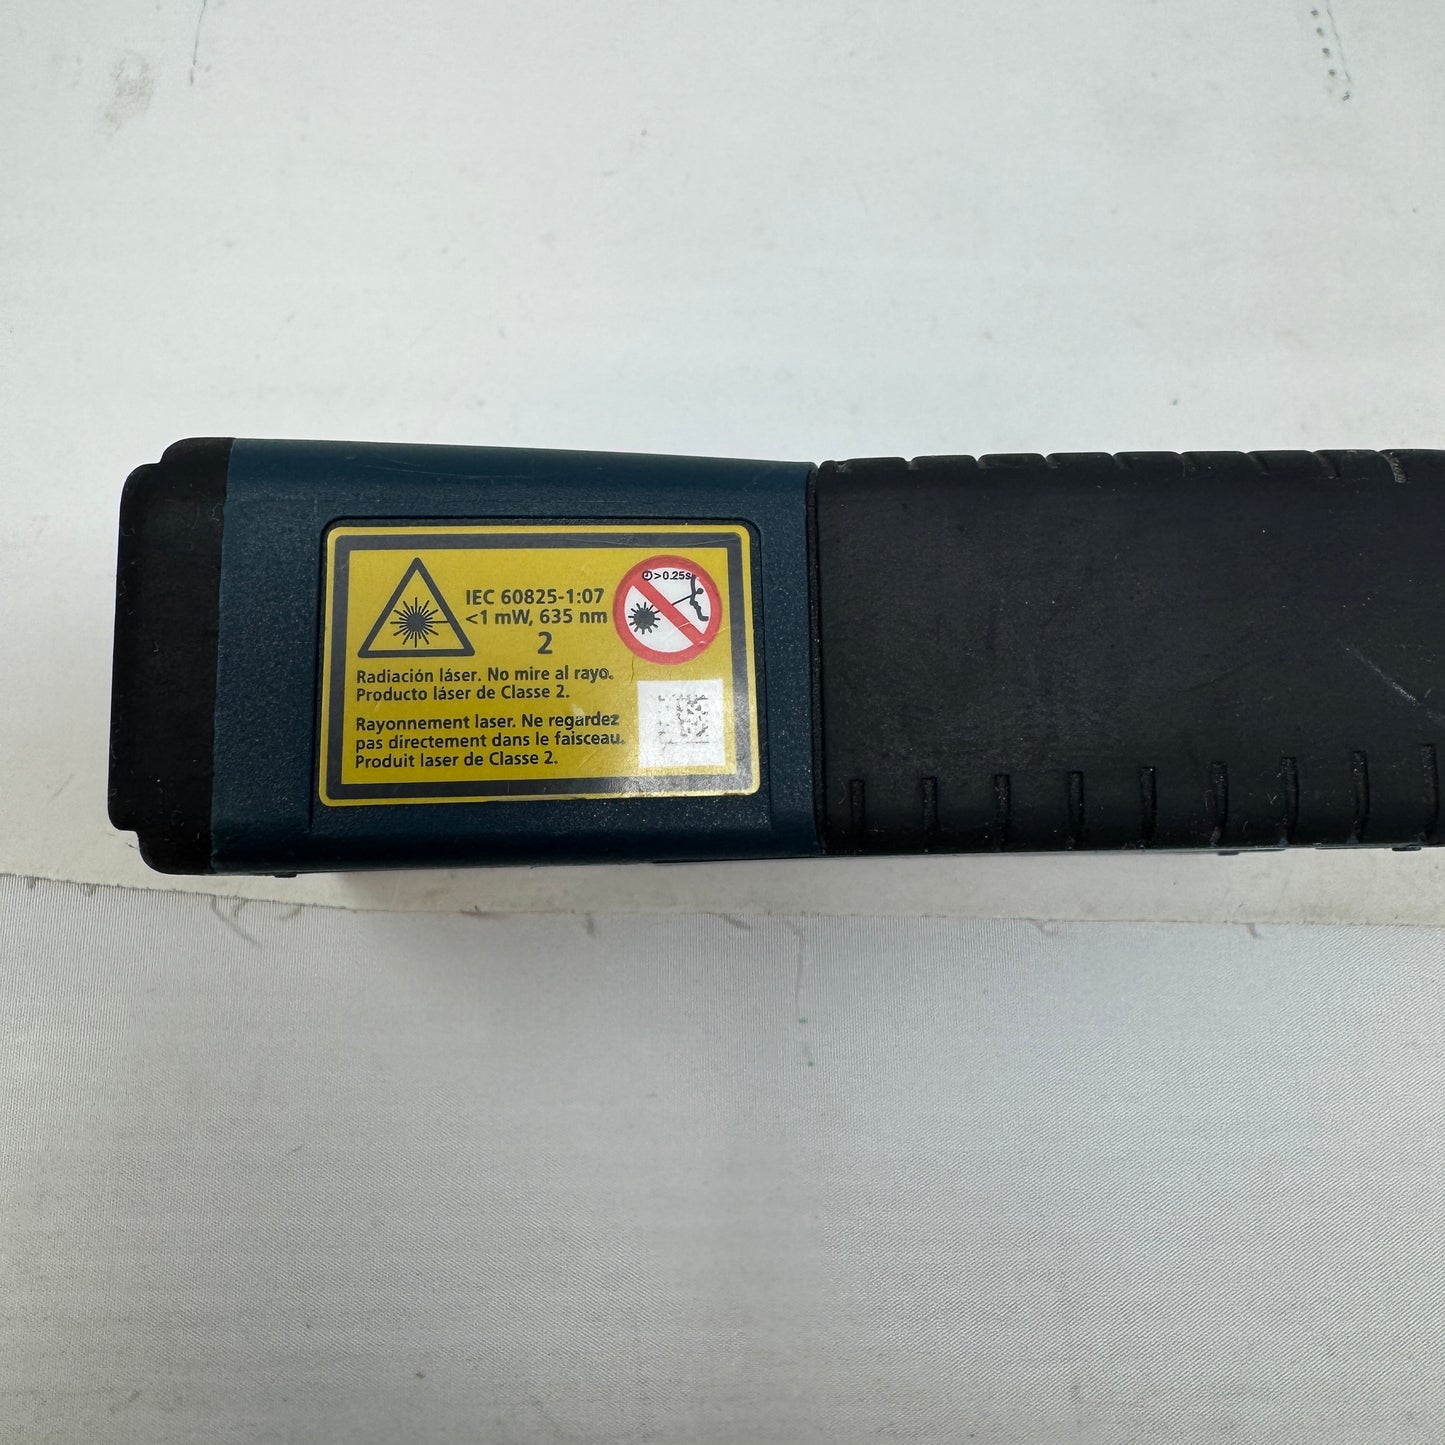 IEC 60825-1:07
<1 mW, 635 nm
2
>0.25s
Radiación láser. No mire al rayo.
Producto láser de Classe 2.
Rayonnement laser. Ne regardez
pas directement dans le faisceau.
Produit laser de Classe 2.